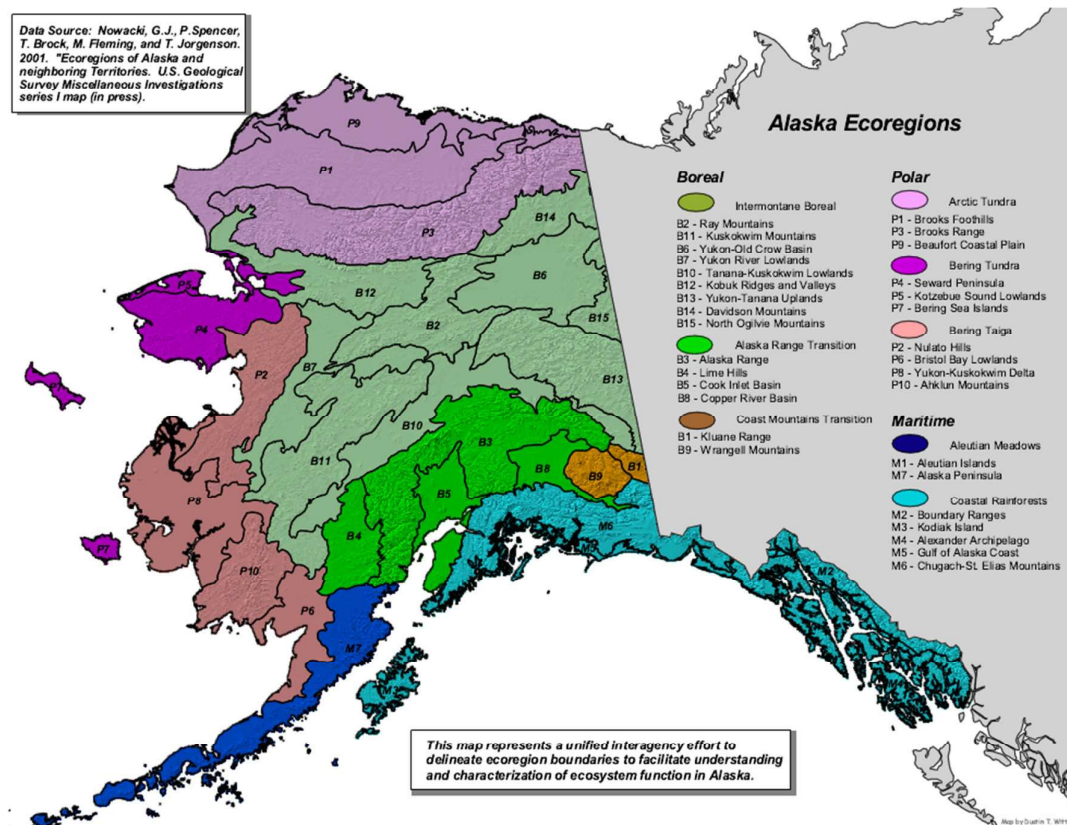 Data Source: Nowacki, G.J., P.Spencer,
T. Brock, M. Fleming, and T. Jorgenson.
2001. "Ecoregions of Alaska and
neighboring Territories. U.S. Geological
Survey Miscellaneous Investigations
series I map (in press).
Alaska Ecoregions
Boreal
Intermontane Boreal
B2 - Ray Mountains
B11 - Kuskokwim Mountains
B6 - Yukon-Old Crow Basin
B7 - Yukon River Lowlands
B10 - Tanana-Kuskokwim Lowlands
B12 - Kobuk Ridges and Valleys
B13 - Yukon-Tanana Uplands
B14 - Davidson Mountains
B15 - North Ogilvie Mountains
Alaska Range Transition
B3 - Alaska Range
B4 - Lime Hills
B5 - Cook Inlet Basin
B8 - Copper River Basin
Coast Mountains Transition
B1 - Kluane Range
B9 - Wrangell Mountains
Polar
Arctic Tundra
P1 - Brooks Foothills
P3 - Brooks Range
P9 - Beaufort Coastal Plain
Bering Tundra
P4 - Seward Peninsula
P5 - Kotzebue Sound Lowlands
P7 - Bering Sea Islands
Bering Taiga
P2 - Nulato Hills
P6 - Bristol Bay Lowlands
P8 - Yukon-Kuskokwim Delta
P10 - Ahklun Mountains
Maritime
Aleutian Meadows
M1 - Aleutian Islands
M7 - Alaska Peninsula
Coastal Rainforests
M2 - Boundary Ranges
M3 - Kodiak Island
M4 - Alexander Archipelago
M5 - Gulf of Alaska Coast
M6 - Chugach-St. Elias Mountains
P9
P1
P3
B14
B6
P5
B12
P4
B2
B15
P2
B7
B13
B10
B3
B11
B8
B9
B1
B5
P8
M6
B4
P7
M2
P10
P6
M7
This map represents a unified interagency effort to
delineate ecoregion boundaries to facilitate understanding
and characterization of ecosystem function in Alaska.
Map by Dustin T.